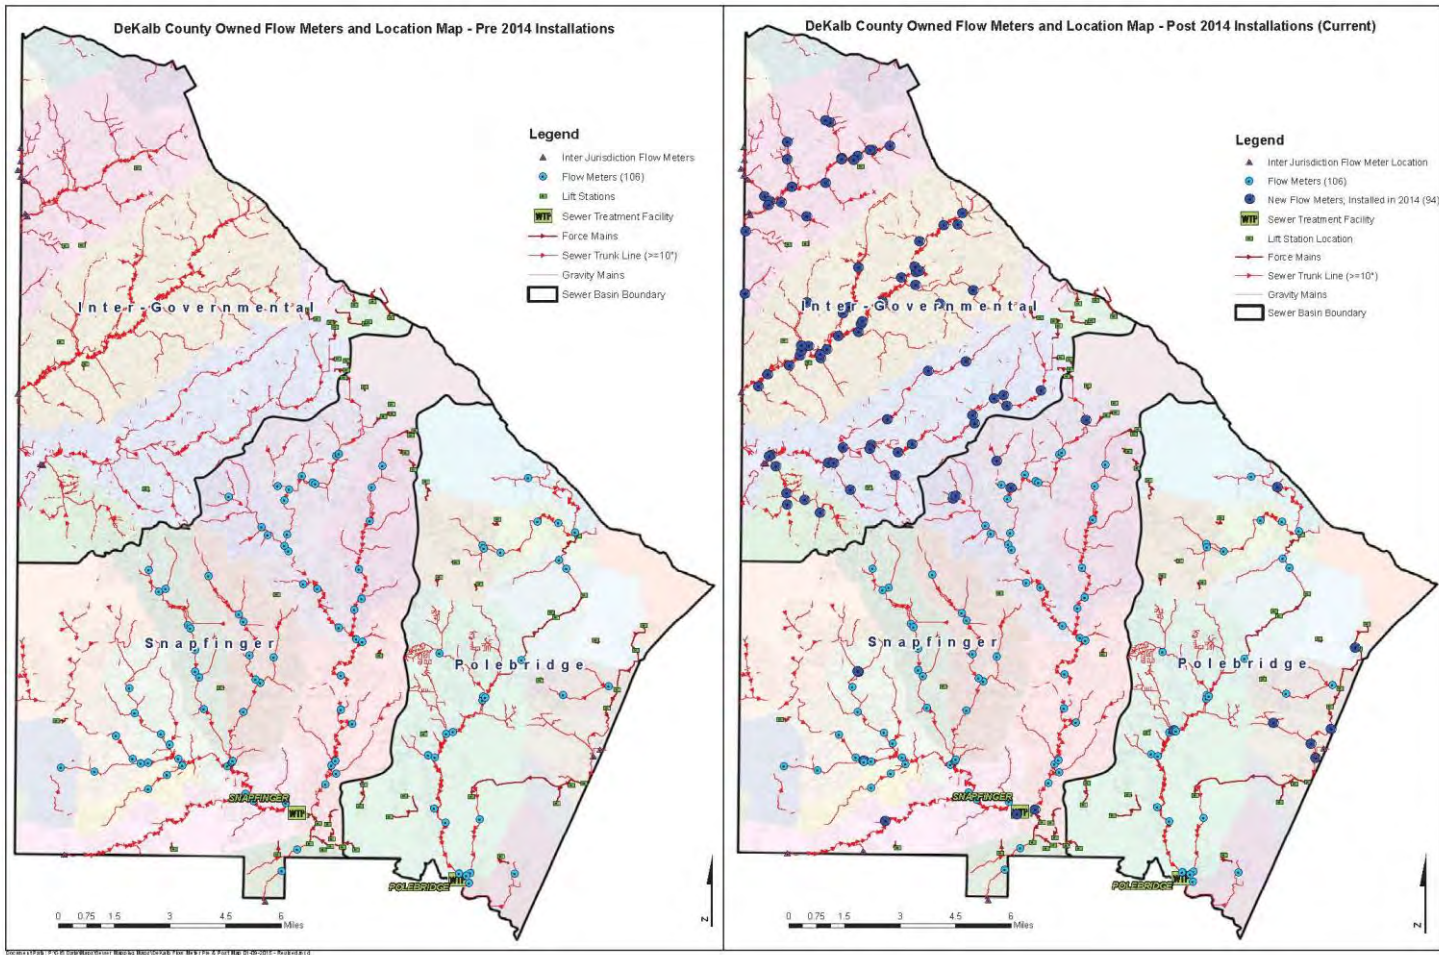 DeKalb County Owned Flow Meters and Location Map - Pre 2014 Installations
Legend
Inter Jurisdiction Flow Meters
Flow Meters (106)
Lift Stations
WTP Sewer Treatment Facility
Force Mains
Sewer Trunk Line (>=10")
Gravity Mains
Sewer Basin Boundary
Inter-Governmental
Snapfinger
Polebridge
SNAPFINGER
WTP
POLEBRIDGE
WTP
0 0.75 1.5 3 4.5 6
Miles
N
DeKalb County Owned Flow Meters and Location Map - Post 2014 Installations (Current)
Legend
Inter Jurisdiction Flow Meter Location
Flow Meters (106)
New Flow Meters, Installed in 2014 (94)
WTP Sewer Treatment Facility
Lift Station Location
Force Mains
Sewer Trunk Line (>=10")
Gravity Mains
Sewer Basin Boundary
Inter-Governmental
Snapfinger
Polebridge
SNAPFINGER
WTP
POLEBRIDGE
WTP
0 0.75 1.5 3 4.5 6
Miles
N